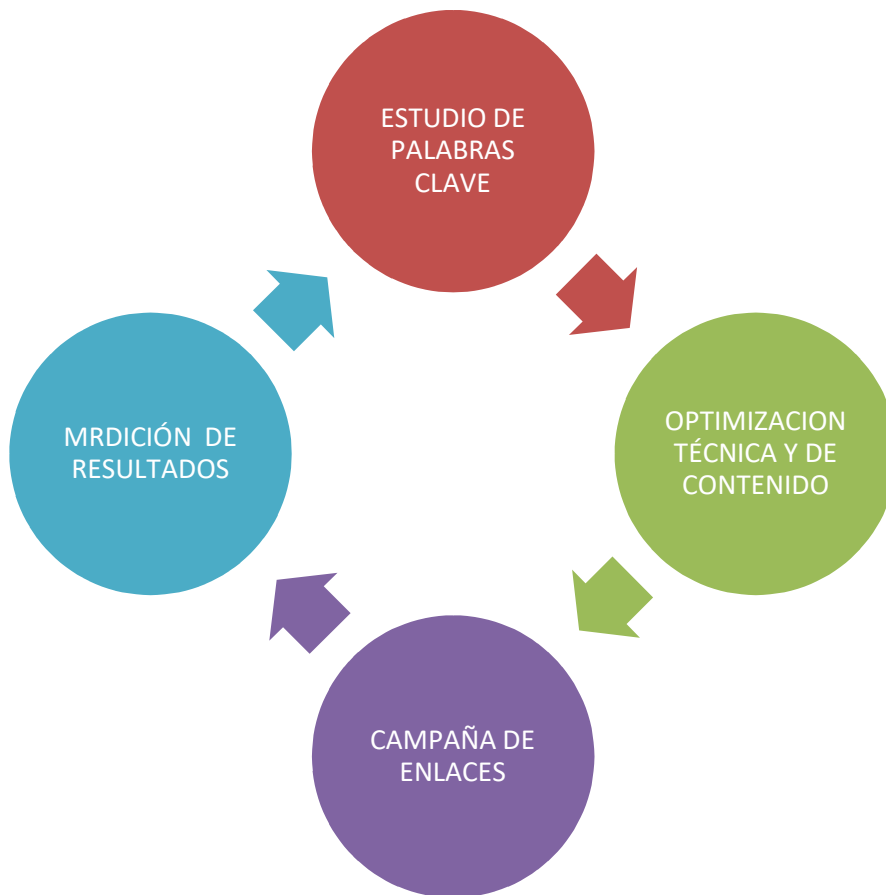 ESTUDIO DE
PALABRAS
CLAVE
OPTIMIZACION
TÉCNICA Y DE
CONTENIDO
CAMPAÑA DE
ENLACES
MRDICIÓN DE
RESULTADOS